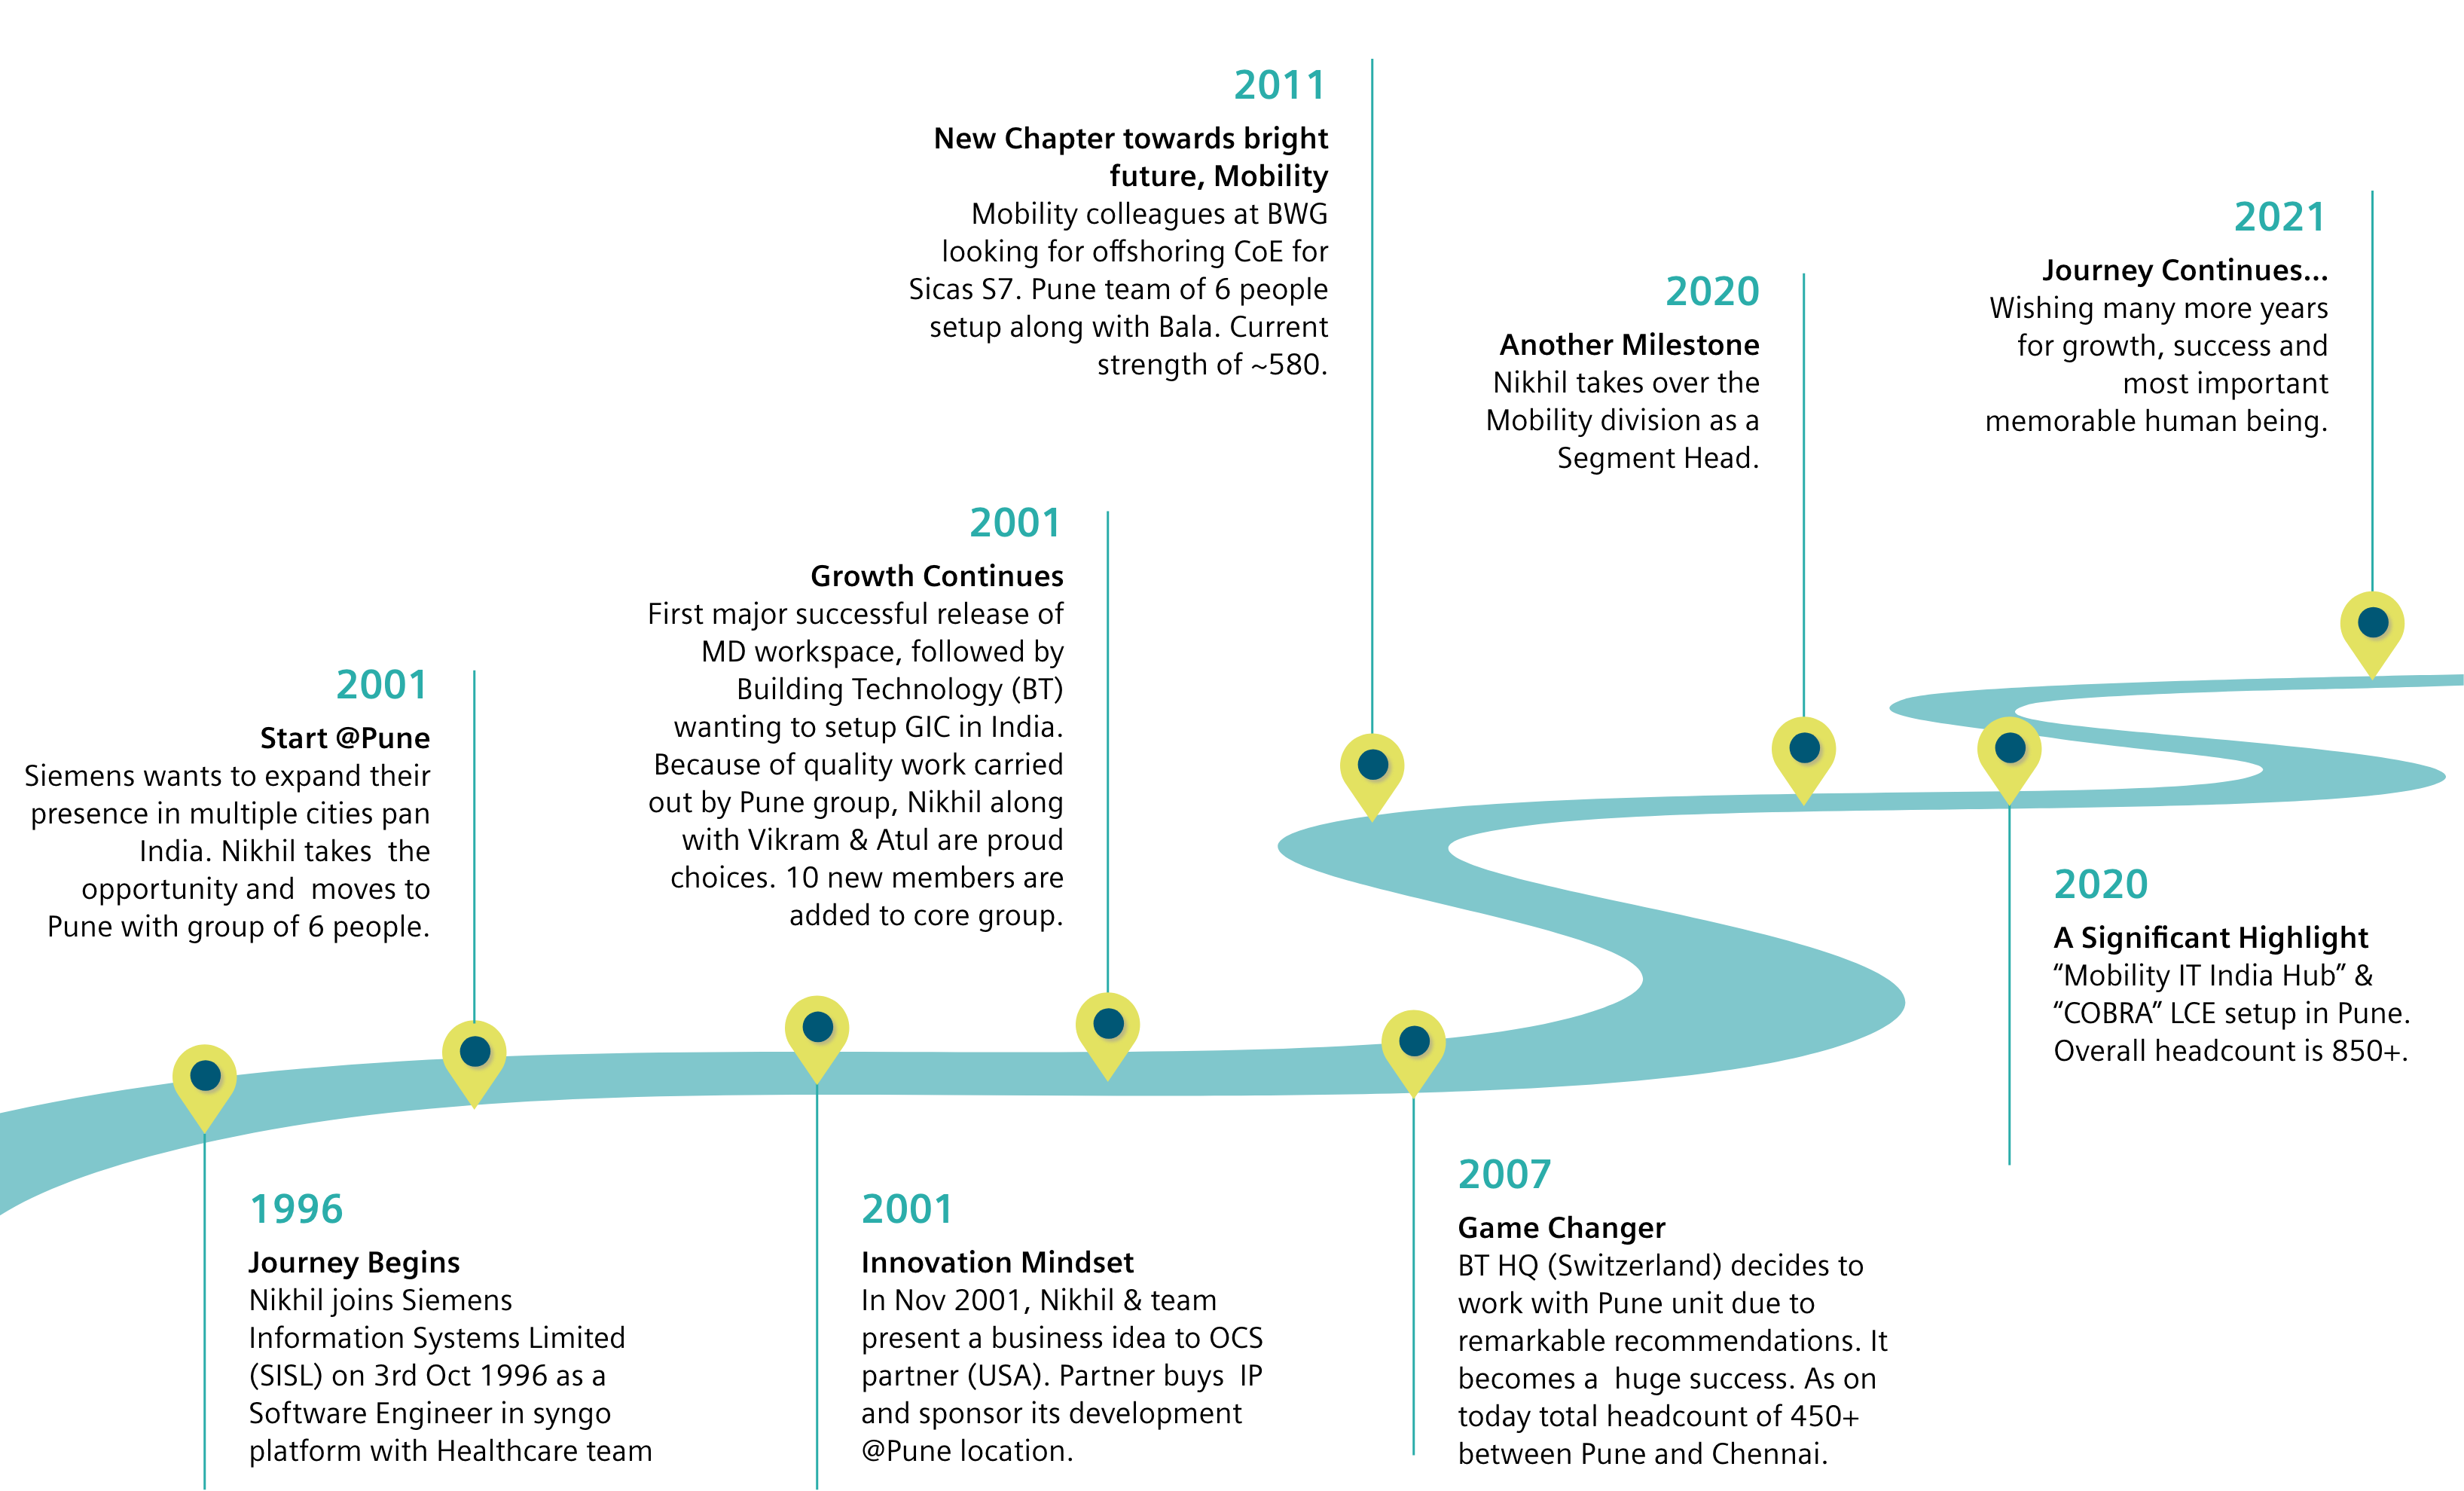 1996
Journey Begins
Nikhil joins Siemens
Information Systems Limited
(SISL) on 3rd Oct 1996 as a
Software Engineer in syngo
platform with Healthcare team
2001
Start @Pune
Siemens wants to expand their
presence in multiple cities pan
India. Nikhil takes  the
opportunity and  moves to
Pune with group of 6 people.
2001
Innovation Mindset
In Nov 2001, Nikhil & team
present a business idea to OCS
partner (USA). Partner buys  IP
and sponsor its development
@Pune location.
2001
Growth Continues
First major successful release of
MD workspace, followed by
Building Technology (BT)
wanting to setup GIC in India.
Because of quality work carried
out by Pune group, Nikhil along
with Vikram & Atul are proud
choices. 10 new members are
added to core group.
2007
Game Changer
BT HQ (Switzerland) decides to
work with Pune unit due to
remarkable recommendations. It
becomes a  huge success. As on
today total headcount of 450+
between Pune and Chennai.
2011
New Chapter towards bright
future, Mobility
Mobility colleagues at BWG
looking for offshoring CoE for
Sicas S7. Pune team of 6 people
setup along with Bala. Current
strength of ~580.
2020
Another Milestone
Nikhil takes over the
Mobility division as a
Segment Head.
2020
A Significant Highlight
“Mobility IT India Hub” &
“COBRA” LCE setup in Pune.
Overall headcount is 850+.
2021
Journey Continues...
Wishing many more years
for growth, success and
most important
memorable human being.